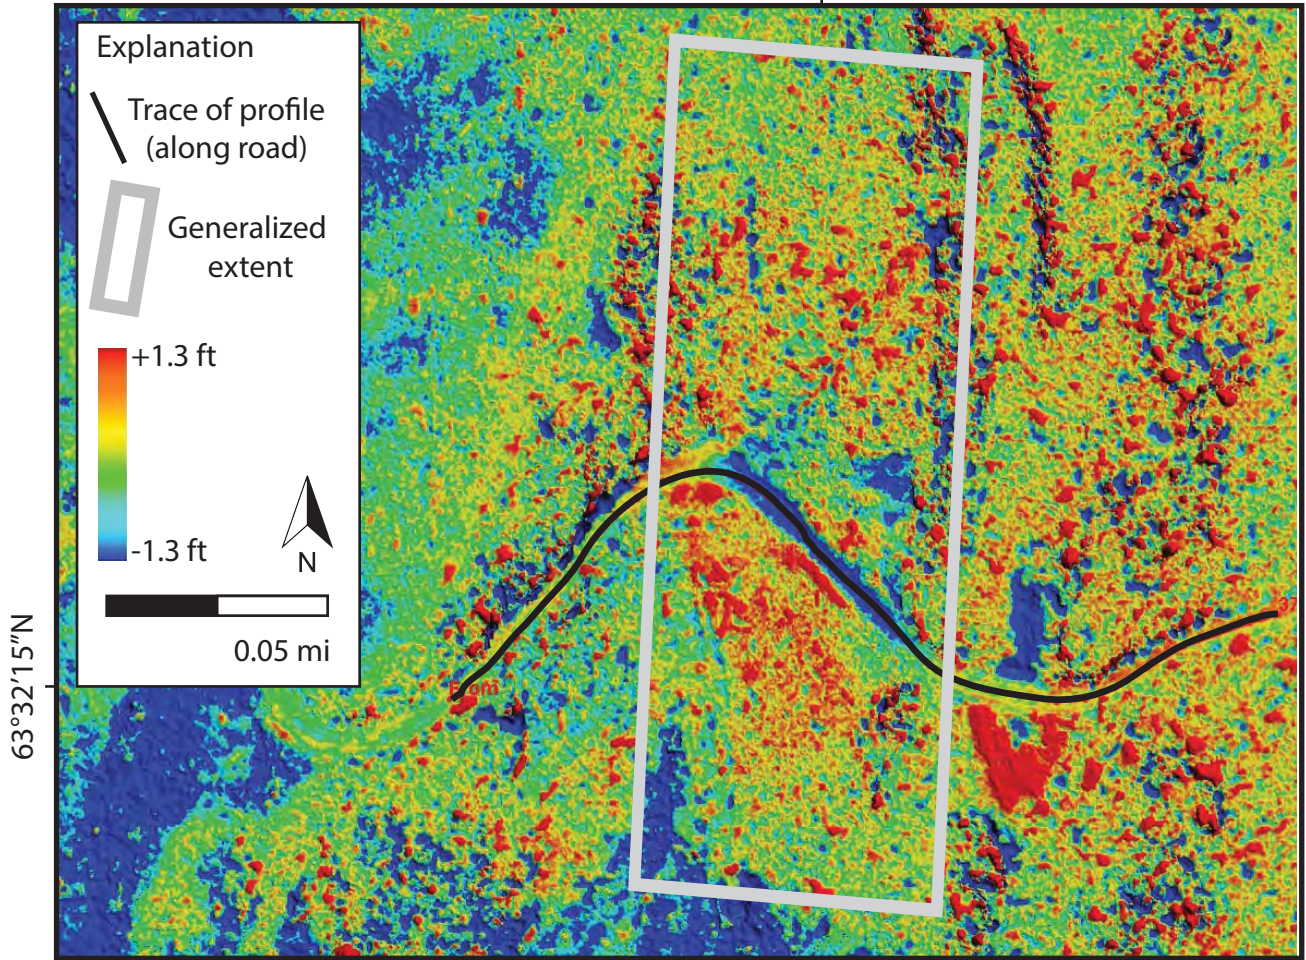 Explanation
Trace of profile
(along road)
Generalized
extent
+1.3 ft
-1.3 ft
N
0.05 mi
63°32'15"N